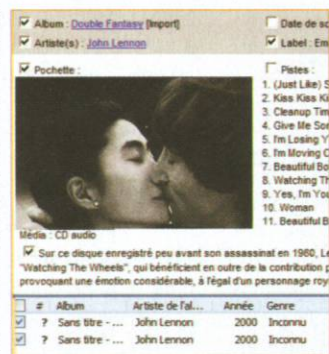 Album : Double Fantasy [Import]
Date de so
Artiste(s) : John Lennon
Label : Em
Pochette :
Pistes :
1. (Just Like) S
2. Kiss Kiss Ki
3. Cleanup Tim
4. Give Me Son
5. I'm Losing Y
6. I'm Moving O
7. Beautiful Bo
8. Watching Th
9. Yes, I'm You
10. Woman
11. Beautiful B
Média : CD audio
Sur ce disque enregistré peu avant son assassinat en 1980, Le
"Watching The Wheels", qui bénéficient en outre de la contribution p
provoquant une émotion considérable, à l'égal d'un personnage roy
# Album Artiste de l'al... Année Genre
? Sans titre - ... John Lennon 2000 Inconnu
? Sans titre - ... John Lennon 2000 Inconnu